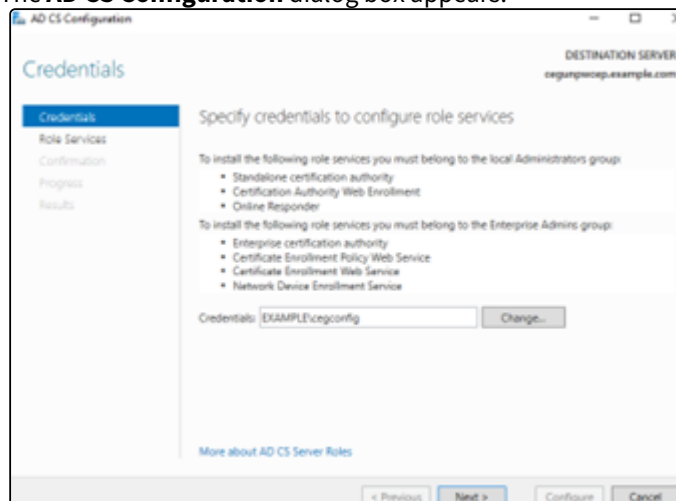 The AD CS Configuration dialog box appears.
AD CS Configuration
DESTINATION SERVER
cegunpwcep.example.com
Credentials
Credentials
Role Services
Confirmation
Progress
Results
Specify credentials to configure role services
To install the following role services you must belong to the local Administrators group:
• Standalone certification authority
• Certification Authority Web Enrollment
• Online Responder
To install the following role services you must belong to the Enterprise Admins group:
• Enterprise certification authority
• Certificate Enrollment Policy Web Service
• Certificate Enrollment Web Service
• Network Device Enrollment Service
Credentials: EXAMPLE\cegconfig Change...
More about AD CS Server Roles
< Previous Next > Configure Cancel